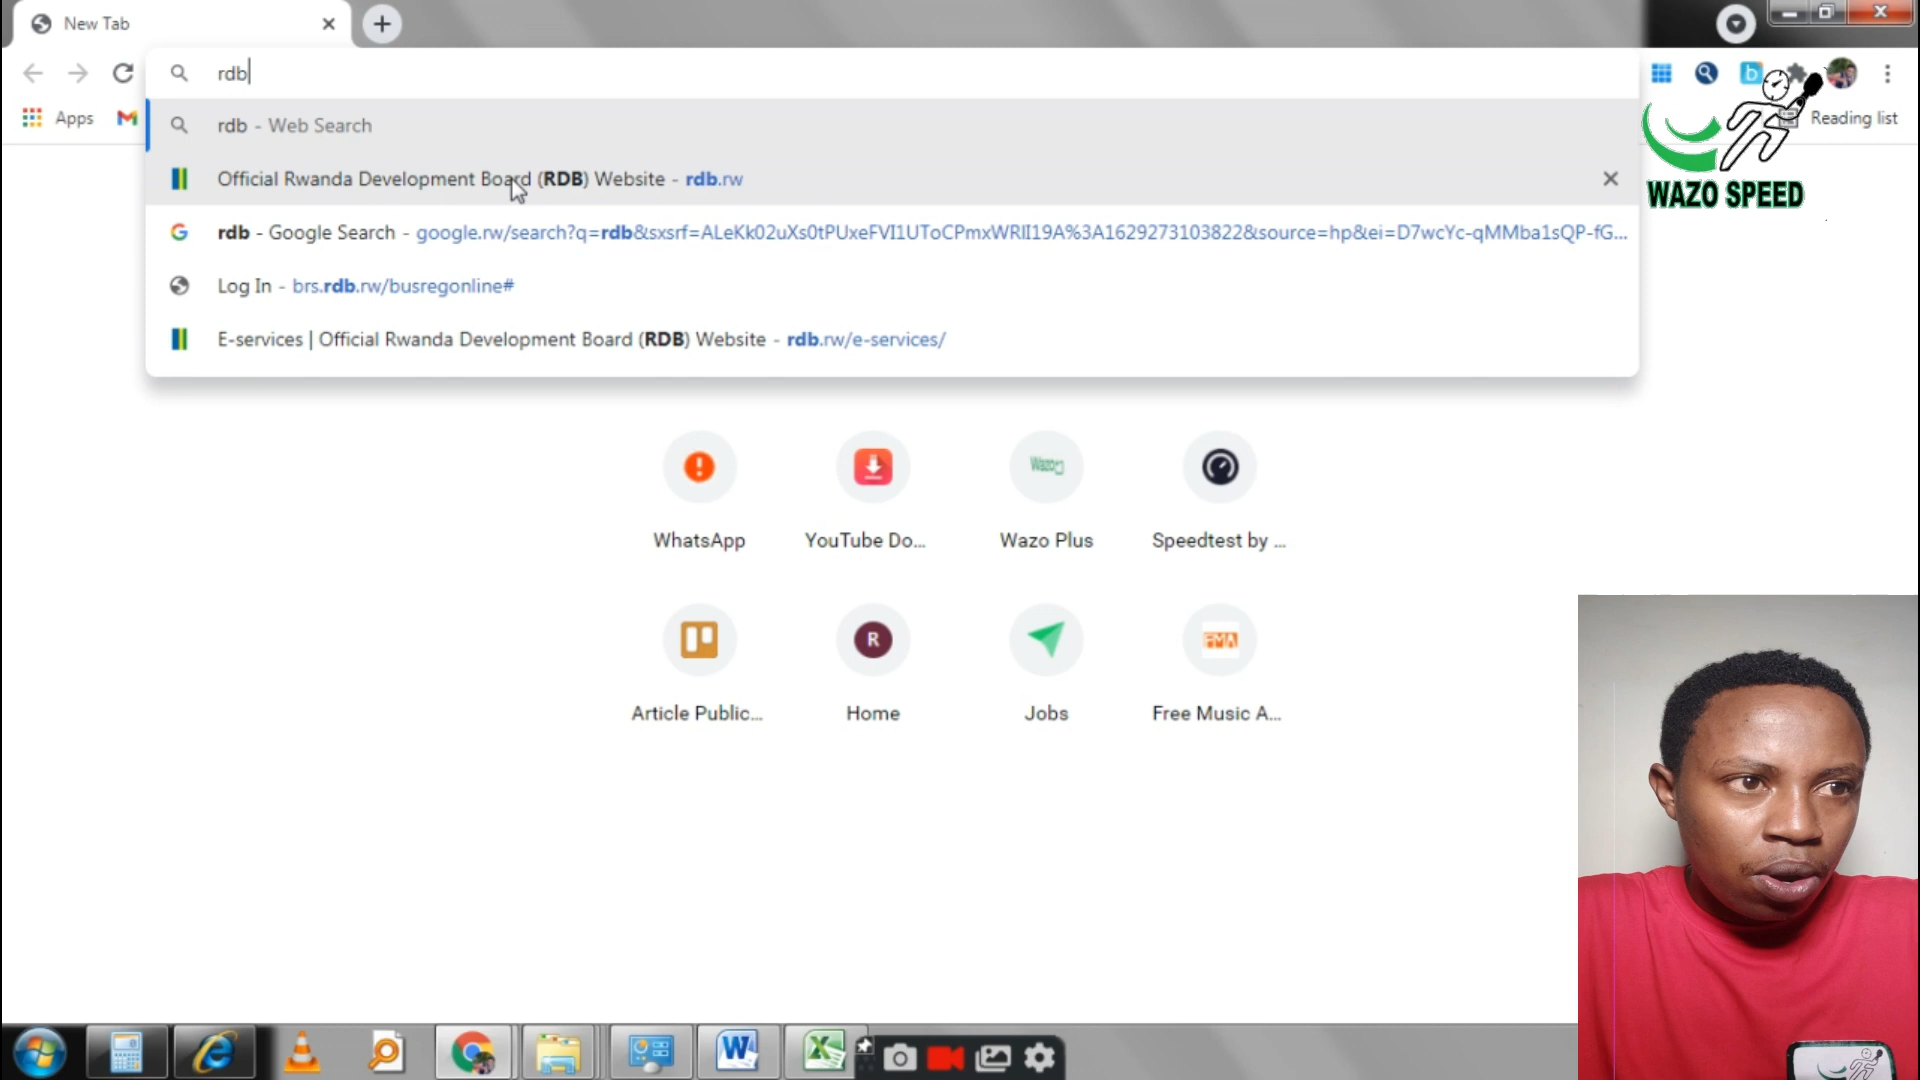 New Tab
rdb
Apps
Reading list
rdb - Web Search
Official Rwanda Development Board (RDB) Website - rdb.rw
rdb - Google Search - google.rw/search?q=rdb&sxsrf=ALeKk02uXs0tPUxeFVI1UToCPmxWRlI19A%3A1629273103822&source=hp&ei=D7wcYc-qMMba1sQP-fG...
Log In - brs.rdb.rw/busregonline#
E-services | Official Rwanda Development Board (RDB) Website - rdb.rw/e-services/
WAZO SPEED
Wazo
WhatsApp
YouTube Do...
Wazo Plus
Speedtest by ...
R
FMA
Article Public...
Home
Jobs
Free Music A...